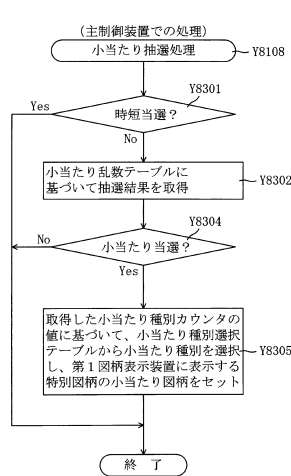 (主制御装置での処理)
小当たり抽選処理
Y8108
Y8301
時短当選？
Yes
No
小当たり乱数テーブルに
基づいて抽選結果を取得
Y8302
Y8304
小当たり当選？
No
Yes
取得した小当たり種別カウンタの
値に基づいて、小当たり種別選択
テーブルから小当たり種別を選択
し、第１図柄表示装置に表示する
特別図柄の小当たり図柄をセット
Y8305
終　了